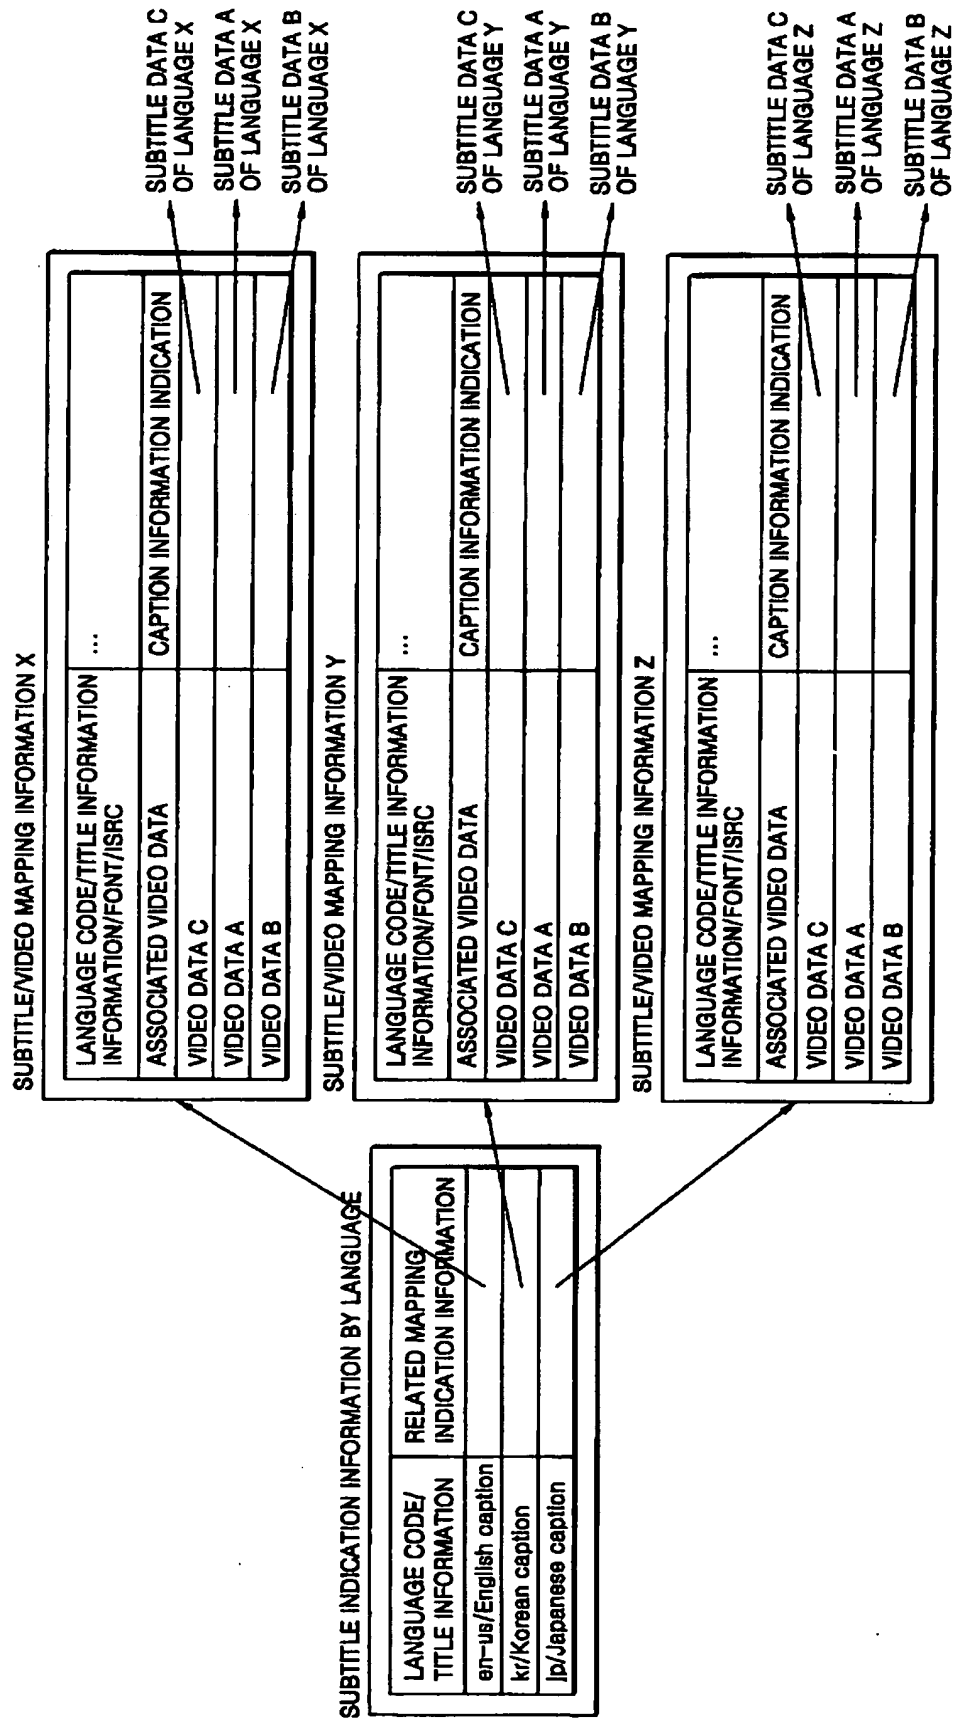 SUBTITLE INDICATION INFORMATION BY LANGUAGE
LANGUAGE CODE/
TITLE INFORMATION
RELATED MAPPING
INDICATION INFORMATION
en-us/English caption
kr/Korean caption
jp/Japanese caption
SUBTITLE/VIDEO MAPPING INFORMATION X
LANGUAGE CODE/TITLE INFORMATION
INFORMATION/FONT/ISRC
...
ASSOCIATED VIDEO DATA
CAPTION INFORMATION INDICATION
VIDEO DATA C
VIDEO DATA A
VIDEO DATA B
SUBTITLE DATA C
OF LANGUAGE X
SUBTITLE DATA A
OF LANGUAGE X
SUBTITLE DATA B
OF LANGUAGE X
SUBTITLE/VIDEO MAPPING INFORMATION Y
LANGUAGE CODE/TITLE INFORMATION
INFORMATION/FONT/ISRC
...
ASSOCIATED VIDEO DATA
CAPTION INFORMATION INDICATION
VIDEO DATA C
VIDEO DATA A
VIDEO DATA B
SUBTITLE DATA C
OF LANGUAGE Y
SUBTITLE DATA A
OF LANGUAGE Y
SUBTITLE DATA B
OF LANGUAGE Y
SUBTITLE/VIDEO MAPPING INFORMATION Z
LANGUAGE CODE/TITLE INFORMATION
INFORMATION/FONT/ISRC
...
ASSOCIATED VIDEO DATA
CAPTION INFORMATION INDICATION
VIDEO DATA C
VIDEO DATA A
VIDEO DATA B
SUBTITLE DATA C
OF LANGUAGE Z
SUBTITLE DATA A
OF LANGUAGE Z
SUBTITLE DATA B
OF LANGUAGE Z